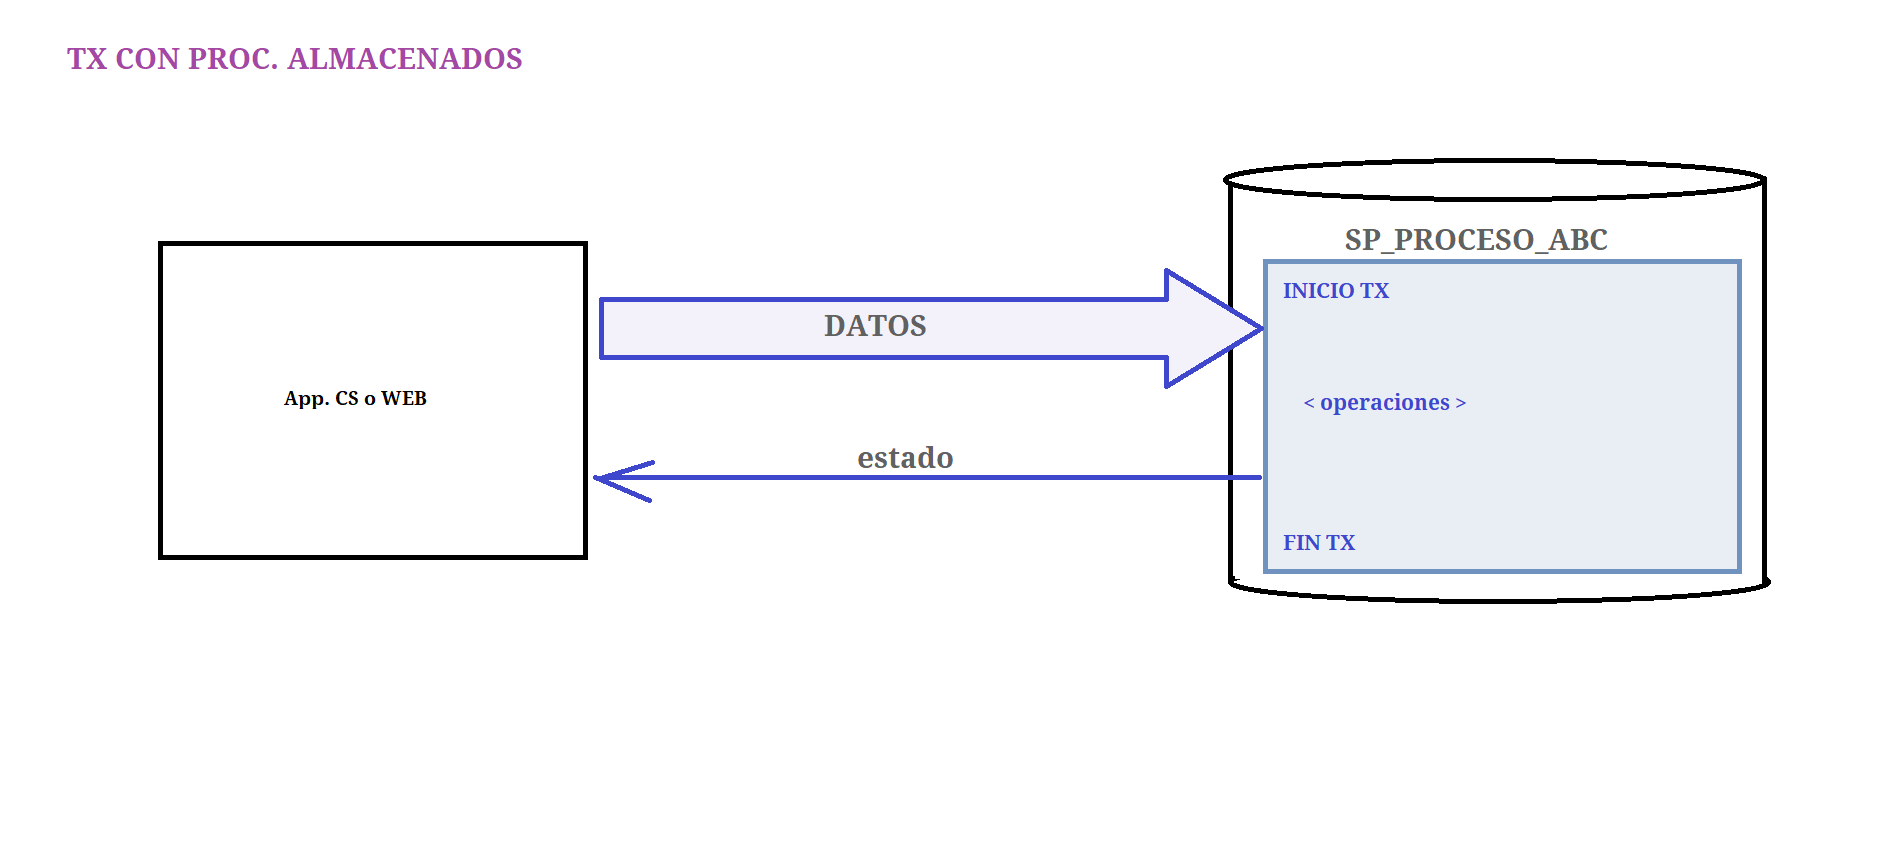 TX CON PROC. ALMACENADOS
SP_PROCESO_ABC
INICIO TX
DATOS
App. CS o WEB
< operaciones >
estado
FIN TX